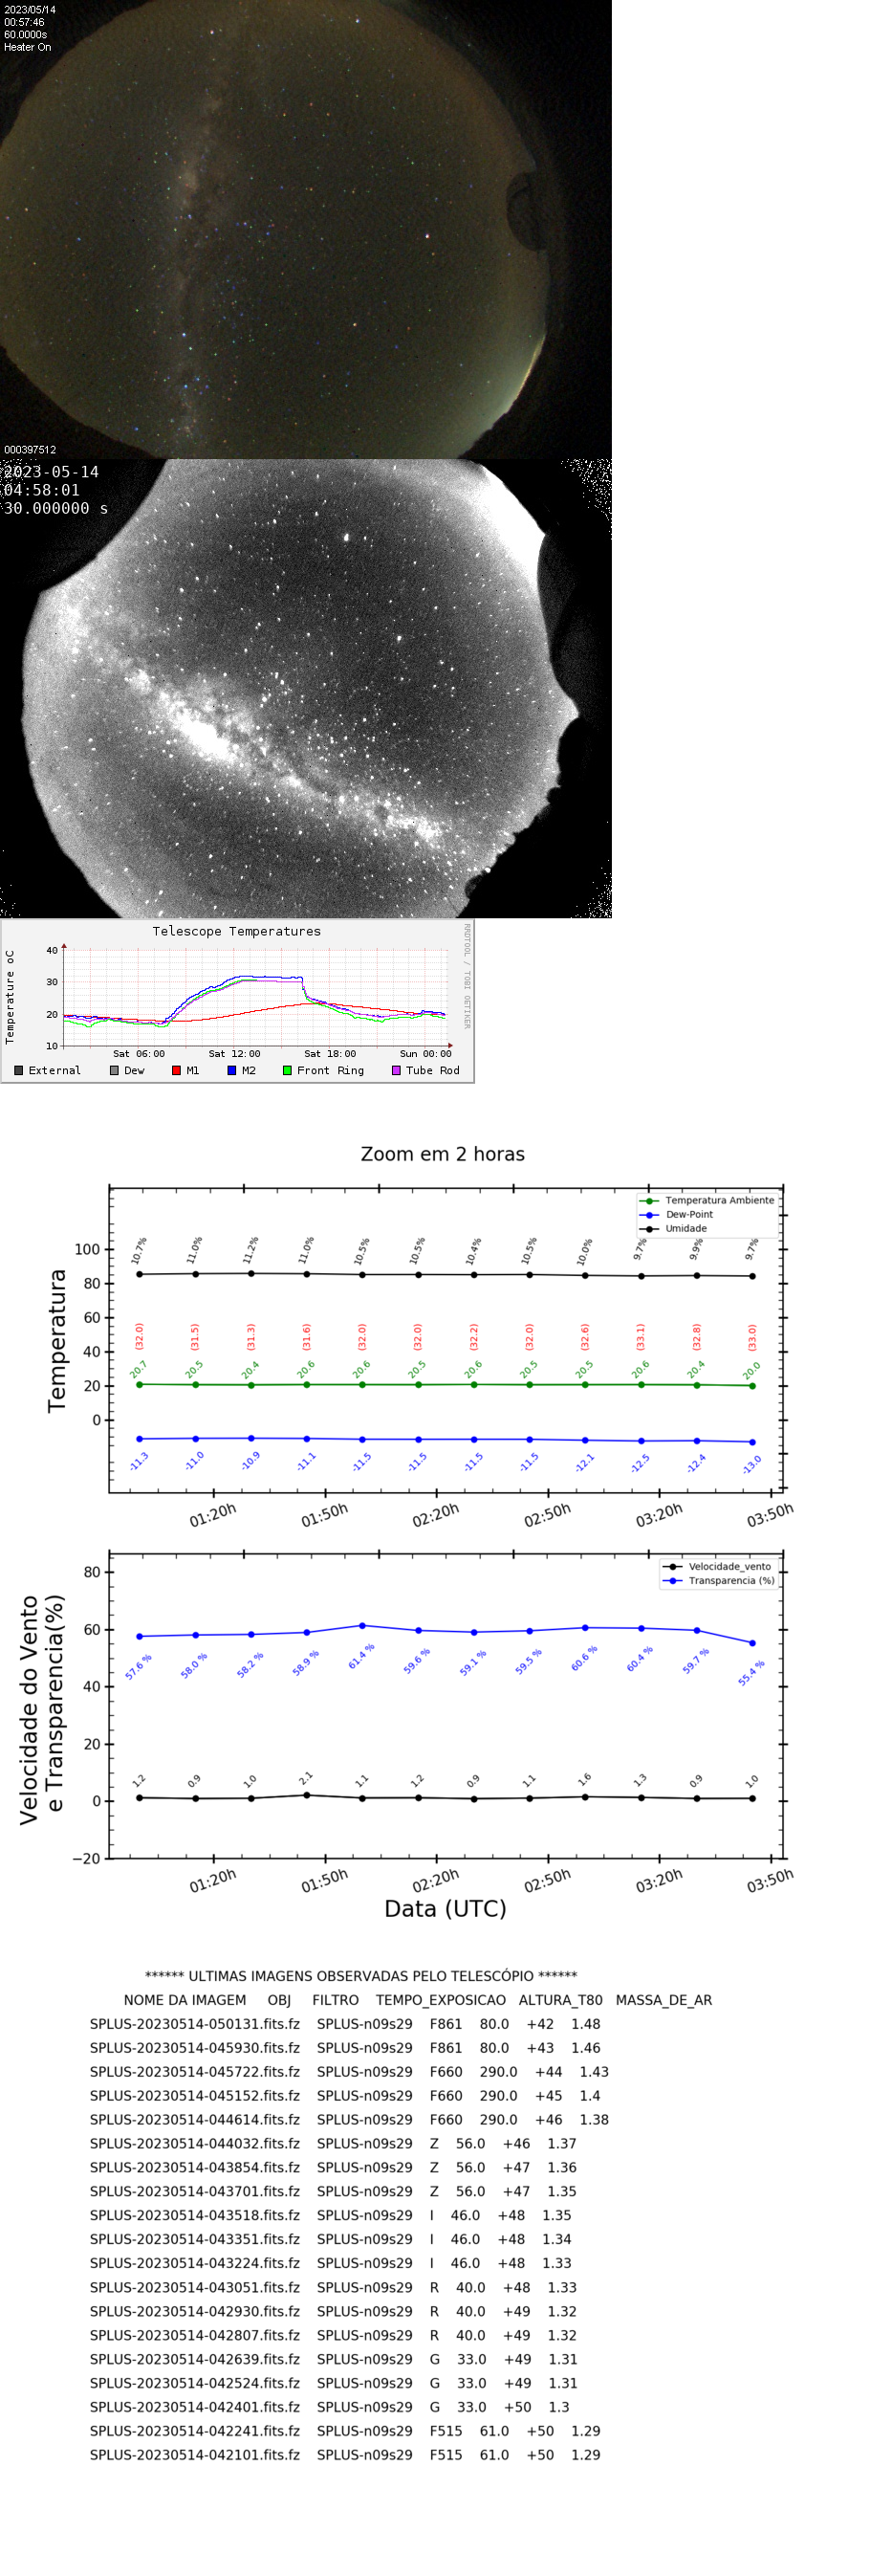 2023/05/14
00:57:46
60.0000s
Heater On
000397512
2023-05-14
04:58:01
30.000000 s
Telescope Temperatures
RRDTOOL / TOBI OETIKER
Temperature oC
40
30
20
10
Sat 06:00 Sat 12:00 Sat 18:00 Sun 00:00
External Dew M1 M2 Front Ring Tube Rod
Zoom em 2 horas
Temperatura Ambiente
Dew-Point
Umidade
Temperatura
100
80
60
40
20
0
10.7% 11.0% 11.2% 11.0% 10.5% 10.5% 10.4% 10.5% 10.0% 9.7% 9.9% 9.7%
(32.0) (31.5) (31.3) (31.6) (32.0) (32.0) (32.2) (32.0) (32.6) (33.1) (32.8) (33.0)
20.7 20.5 20.4 20.6 20.6 20.5 20.6 20.5 20.5 20.6 20.4 20.0
-11.3 -11.0 -10.9 -11.1 -11.5 -11.5 -11.5 -11.5 -12.1 -12.5 -12.4 -13.0
01:20h 01:50h 02:20h 02:50h 03:20h 03:50h
Velocidade_vento
Transparencia (%)
Velocidade do Vento
e Transparencia(%)
80
60
40
20
0
−20
57.6 % 58.0 % 58.2 % 58.9 % 61.4 % 59.6 % 59.1 % 59.5 % 60.6 % 60.4 % 59.7 % 55.4 %
1.2 0.9 1.0 2.1 1.1 1.2 0.9 1.1 1.6 1.3 0.9 1.0
01:20h 01:50h 02:20h 02:50h 03:20h 03:50h
Data (UTC)
****** ULTIMAS IMAGENS OBSERVADAS PELO TELESCÓPIO ******
NOME DA IMAGEM OBJ FILTRO TEMPO_EXPOSICAO ALTURA_T80 MASSA_DE_AR
SPLUS-20230514-050131.fits.fz SPLUS-n09s29 F861 80.0 +42 1.48
SPLUS-20230514-045930.fits.fz SPLUS-n09s29 F861 80.0 +43 1.46
SPLUS-20230514-045722.fits.fz SPLUS-n09s29 F660 290.0 +44 1.43
SPLUS-20230514-045152.fits.fz SPLUS-n09s29 F660 290.0 +45 1.4
SPLUS-20230514-044614.fits.fz SPLUS-n09s29 F660 290.0 +46 1.38
SPLUS-20230514-044032.fits.fz SPLUS-n09s29 Z 56.0 +46 1.37
SPLUS-20230514-043854.fits.fz SPLUS-n09s29 Z 56.0 +47 1.36
SPLUS-20230514-043701.fits.fz SPLUS-n09s29 Z 56.0 +47 1.35
SPLUS-20230514-043518.fits.fz SPLUS-n09s29 I 46.0 +48 1.35
SPLUS-20230514-043351.fits.fz SPLUS-n09s29 I 46.0 +48 1.34
SPLUS-20230514-043224.fits.fz SPLUS-n09s29 I 46.0 +48 1.33
SPLUS-20230514-043051.fits.fz SPLUS-n09s29 R 40.0 +48 1.33
SPLUS-20230514-042930.fits.fz SPLUS-n09s29 R 40.0 +49 1.32
SPLUS-20230514-042807.fits.fz SPLUS-n09s29 R 40.0 +49 1.32
SPLUS-20230514-042639.fits.fz SPLUS-n09s29 G 33.0 +49 1.31
SPLUS-20230514-042524.fits.fz SPLUS-n09s29 G 33.0 +49 1.31
SPLUS-20230514-042401.fits.fz SPLUS-n09s29 G 33.0 +50 1.3
SPLUS-20230514-042241.fits.fz SPLUS-n09s29 F515 61.0 +50 1.29
SPLUS-20230514-042101.fits.fz SPLUS-n09s29 F515 61.0 +50 1.29